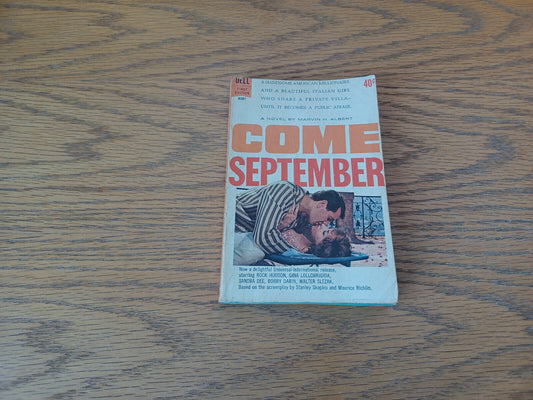 DELL
FIRST
EDITION
40¢
A HANDSOME AMERICAN MILLIONAIRE
AND A BEAUTIFUL ITALIAN GIRL
WHO SHARE A PRIVATE VILLA—
UNTIL IT BECOMES A PUBLIC AFFAIR.
A NOVEL BY MARVIN H. ALBERT
COME
SEPTEMBER
Now a delightful Universal-International release,
starring ROCK HUDSON, GINA LOLLOBRIGIDA,
SANDRA DEE, BOBBY DARIN, WALTER SLEZAK.
Based on the screenplay by Stanley Shapiro and Maurice Richlin.